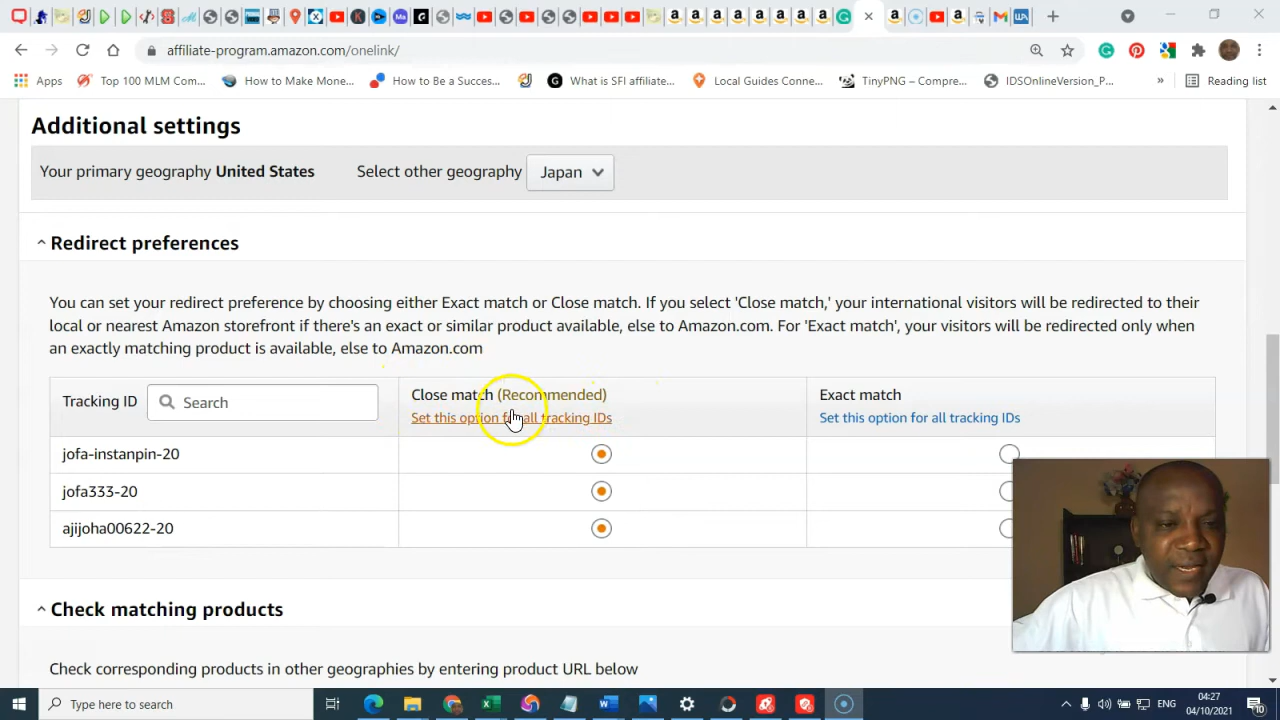 affiliate-program.amazon.com/onelink/
Apps
Top 100 MLM Com...
How to Make Mone...
How to Be a Succes...
What is SFI affiliate...
Local Guides Conne...
TinyPNG – Compre...
IDSOnlineVersion_P...
»
Reading list
Additional settings
Your primary geography United States
Select other geography
Japan
Redirect preferences
You can set your redirect preference by choosing either Exact match or Close match. If you select 'Close match,' your international visitors will be redirected to their
local or nearest Amazon storefront if there's an exact or similar product available, else to Amazon.com. For 'Exact match', your visitors will be redirected only when
an exactly matching product is available, else to Amazon.com
Tracking ID
Search
Close match (Recommended)
Set this option for all tracking IDs
Exact match
Set this option for all tracking IDs
jofa-instanpin-20
jofa333-20
ajijoha00622-20
Check matching products
Check corresponding products in other geographies by entering product URL below
Type here to search
ENG
04:27
04/10/2021